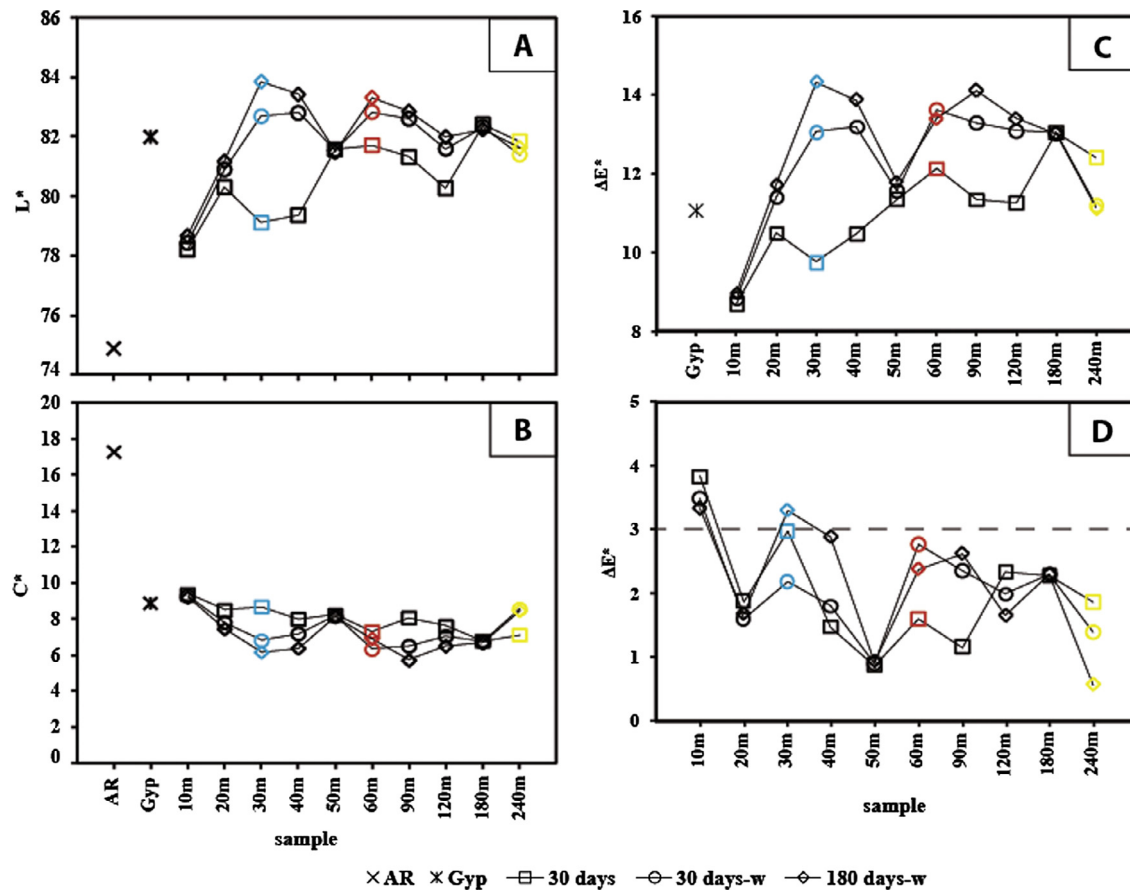 A
L*
86
84
82
80
78
76
74
B
C*
20
18
16
14
12
10
8
6
4
2
0
AR
Gyp
10m
20m
30m
40m
50m
60m
90m
120m
180m
240m
sample
C
ΔE*
16
14
12
10
8
Gyp
10m
20m
30m
40m
50m
60m
90m
120m
180m
240m
D
ΔE*
5
4
3
2
1
0
10m
20m
30m
40m
50m
60m
90m
120m
180m
240m
sample
AR Gyp 30 days 30 days-w 180 days-w